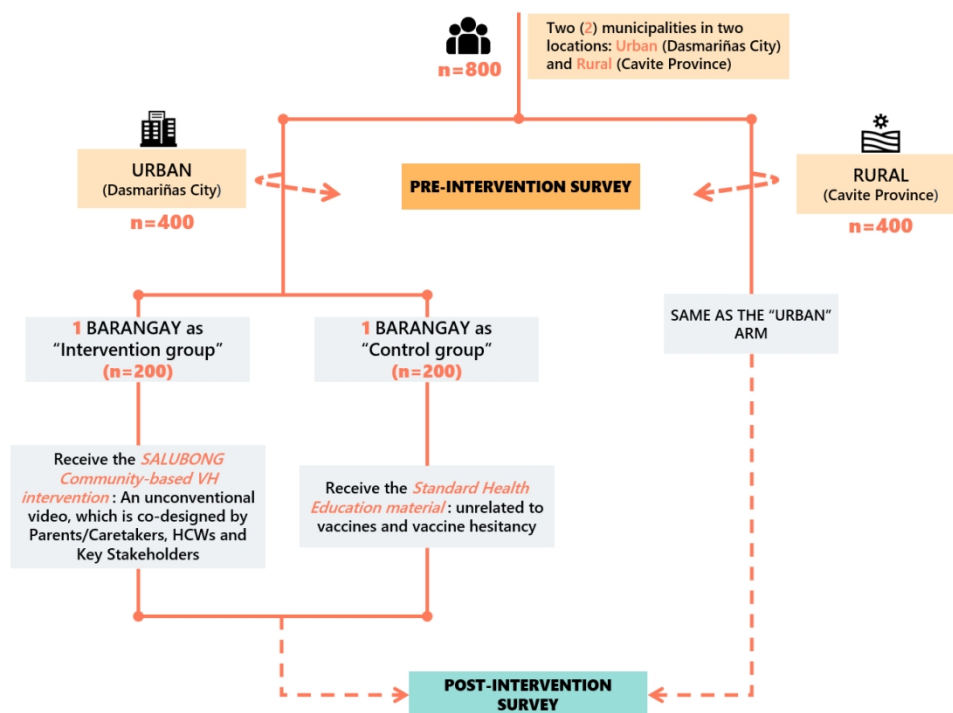 n=800
Two (2) municipalities in two
locations: Urban (Dasmariñas City)
and Rural (Cavite Province)
URBAN
(Dasmariñas City)
n=400
PRE-INTERVENTION SURVEY
RURAL
(Cavite Province)
n=400
1 BARANGAY as
“Intervention group”
(n=200)
1 BARANGAY as
“Control group”
(n=200)
SAME AS THE “URBAN”
ARM
Receive the SALUBONG
Community-based VH
intervention : An unconventional
video, which is co-designed by
Parents/Caretakers, HCWs and
Key Stakeholders
Receive the Standard Health
Education material : unrelated to
vaccines and vaccine hesitancy
POST-INTERVENTION
SURVEY